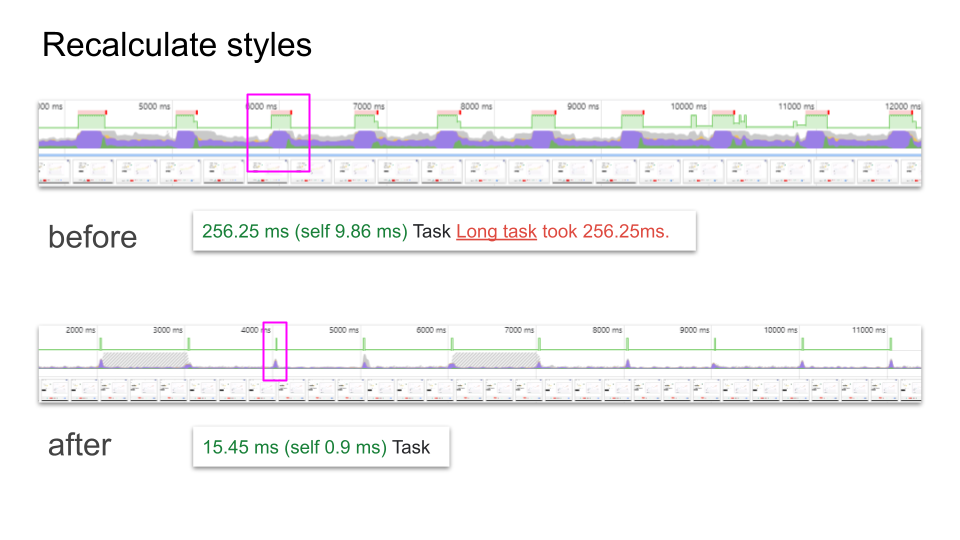 Recalculate styles
000 ms 5000 ms 6000 ms 7000 ms 8000 ms 9000 ms 10000 ms 11000 ms 12000 ms
before
256.25 ms (self 9.86 ms) Task Long task took 256.25ms.
2000 ms 3000 ms 4000 ms 5000 ms 6000 ms 7000 ms 8000 ms 9000 ms 10000 ms 11000 ms
after
15.45 ms (self 0.9 ms) Task